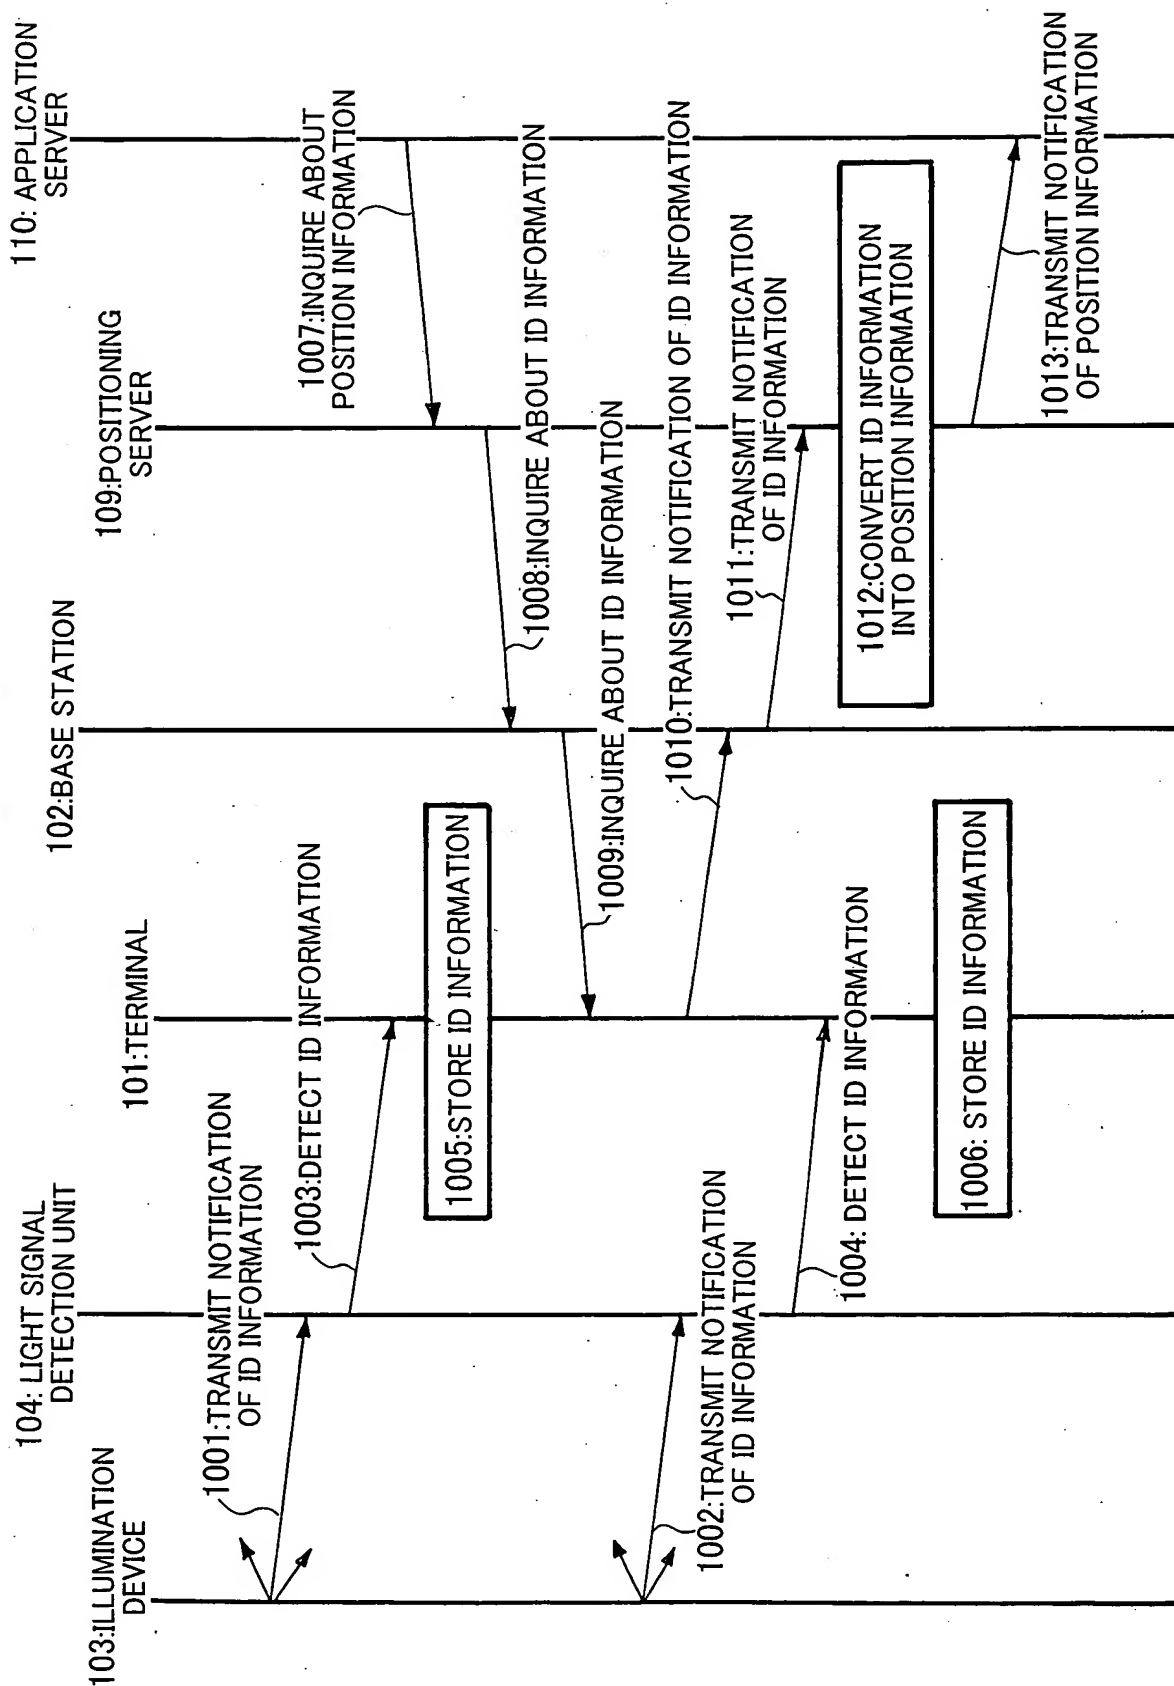 103:ILLUMINATION
DEVICE
104: LIGHT SIGNAL
DETECTION UNIT
101:TERMINAL
102:BASE STATION
109:POSITIONING
SERVER
110: APPLICATION
SERVER
1001:TRANSMIT NOTIFICATION
OF ID INFORMATION
1003:DETECT ID INFORMATION
1005:STORE ID INFORMATION
1007:INQUIRE ABOUT
POSITION INFORMATION
1008:INQUIRE ABOUT ID INFORMATION
1009:INQUIRE ABOUT ID INFORMATION
1010:TRANSMIT NOTIFICATION OF ID INFORMATION
1011:TRANSMIT NOTIFICATION
OF ID INFORMATION
1002:TRANSMIT NOTIFICATION
OF ID INFORMATION
1004: DETECT ID INFORMATION
1006: STORE ID INFORMATION
1012:CONVERT ID INFORMATION
INTO POSITION INFORMATION
1013:TRANSMIT NOTIFICATION
OF POSITION INFORMATION